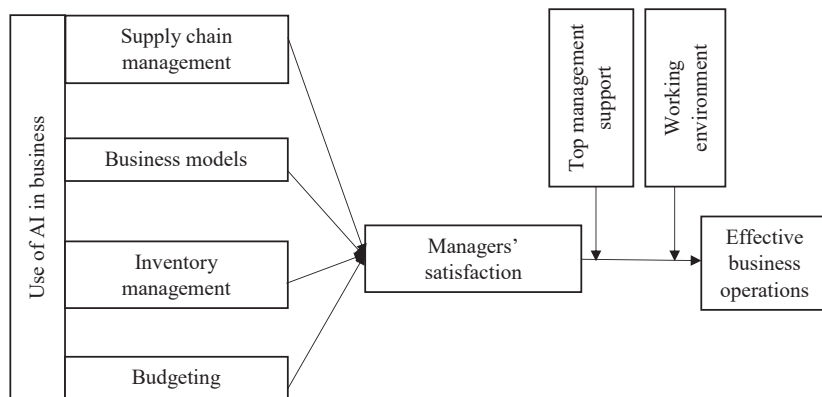 Use of AI in business
Supply chain
management
Business models
Inventory
management
Budgeting
Managers’
satisfaction
Top management
support
Working
environment
Effective
business
operations